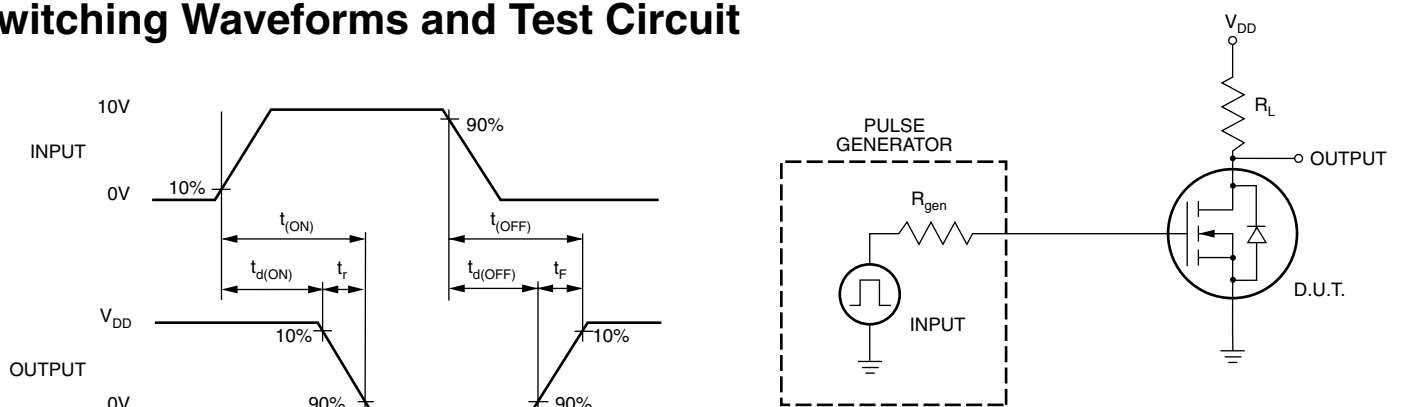 witching Waveforms and Test Circuit
10V
INPUT
0V
10%
90%
t(ON)
t(OFF)
td(ON)
tr
td(OFF)
tF
VDD
10%
10%
OUTPUT
0V
90%
90%
VDD
RL
OUTPUT
PULSE
GENERATOR
Rgen
INPUT
D.U.T.